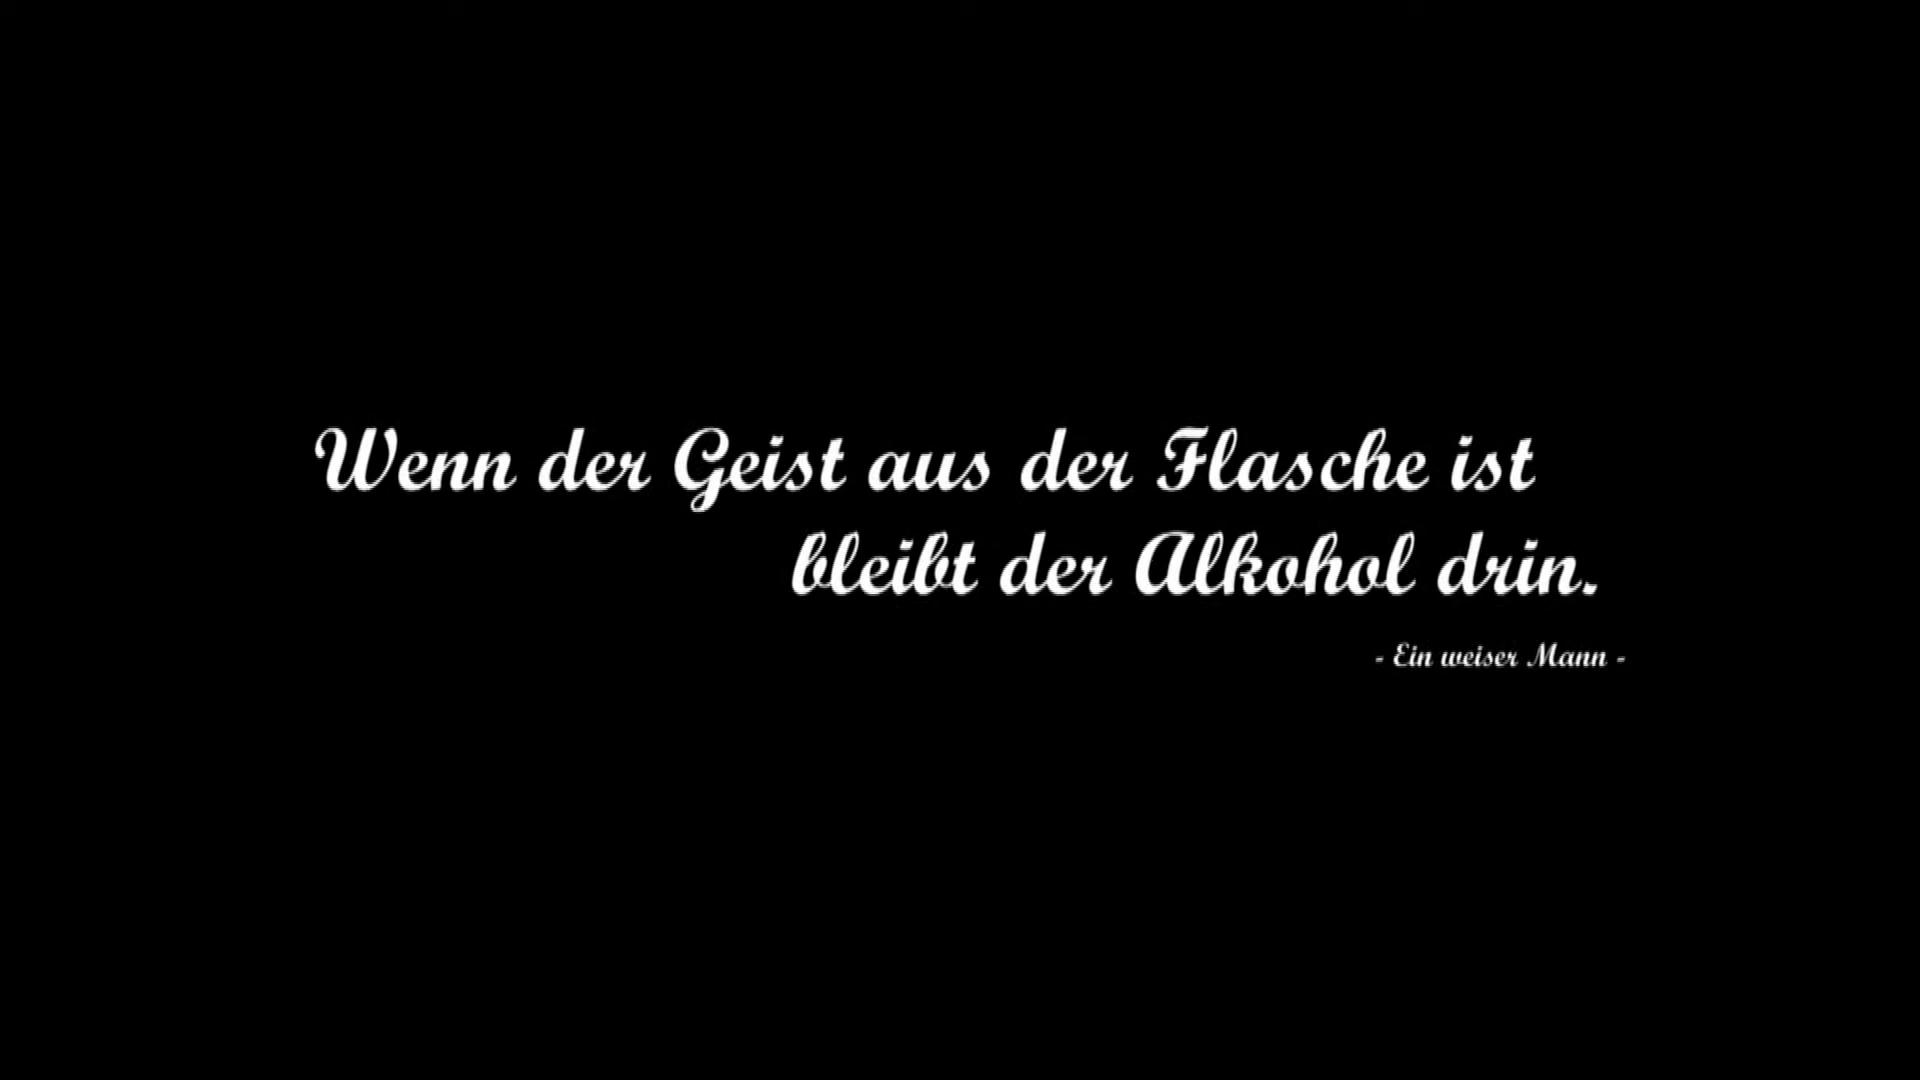 Wenn der Geist aus der Flasche ist
bleibt der Alkohol drin.
- Ein weiser Mann -